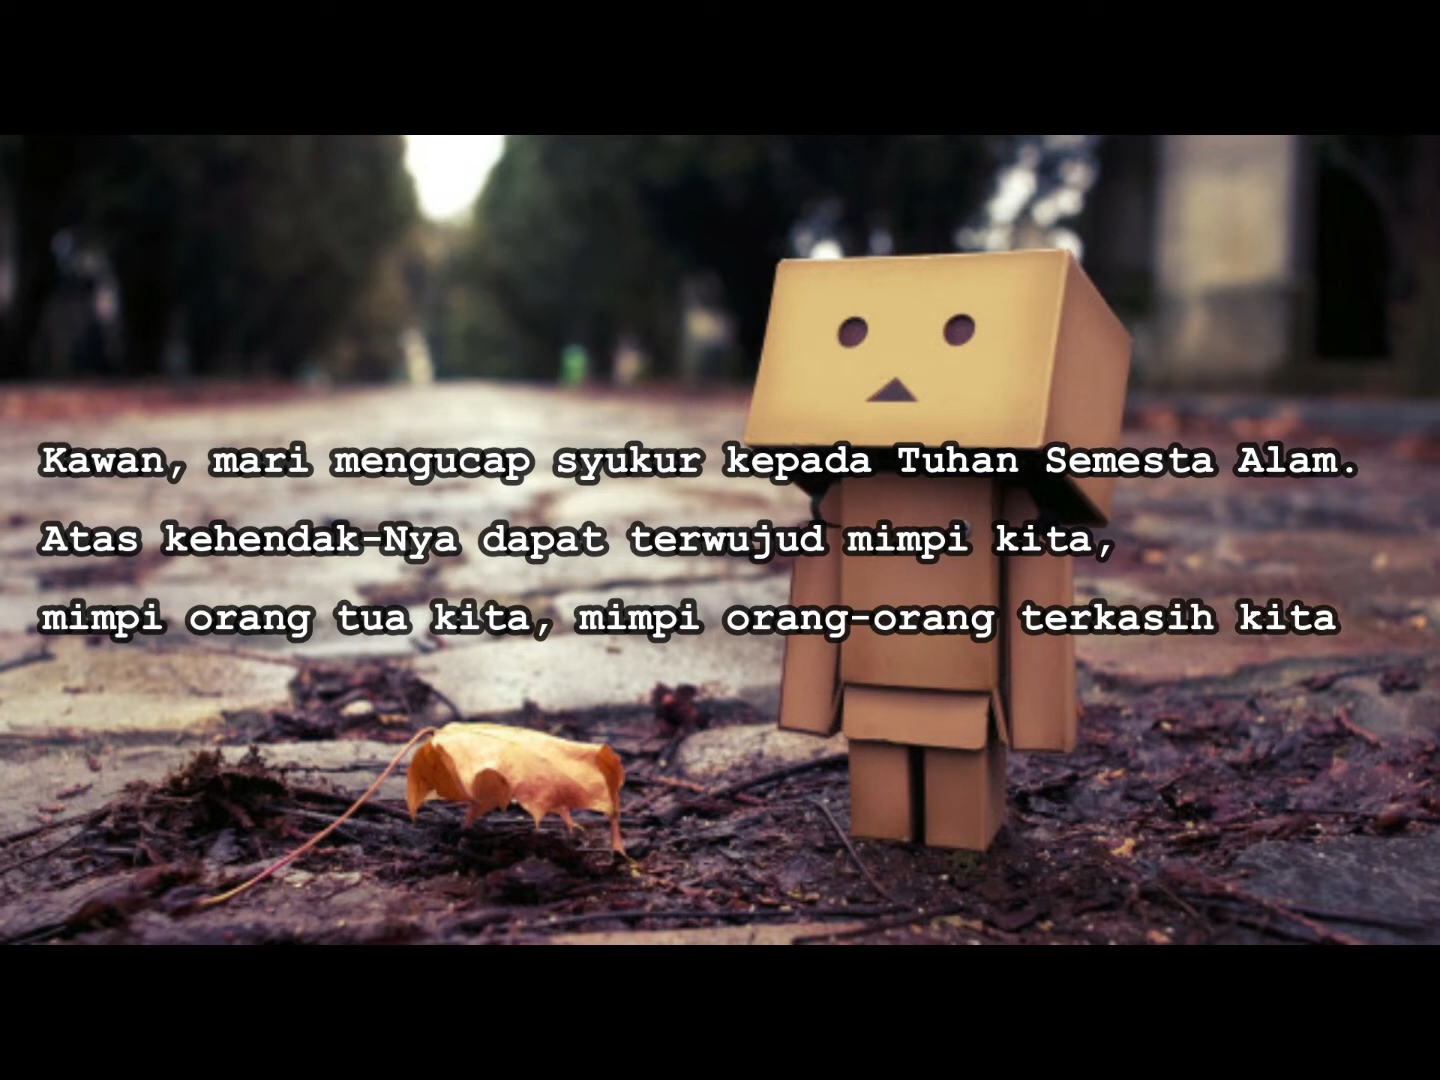 Kawan, mari mengucap syukur kepada Tuhan Semesta Alam.
Atas kehendak-Nya dapat terwujud mimpi kita,
mimpi orang tua kita, mimpi orang-orang terkasih kita